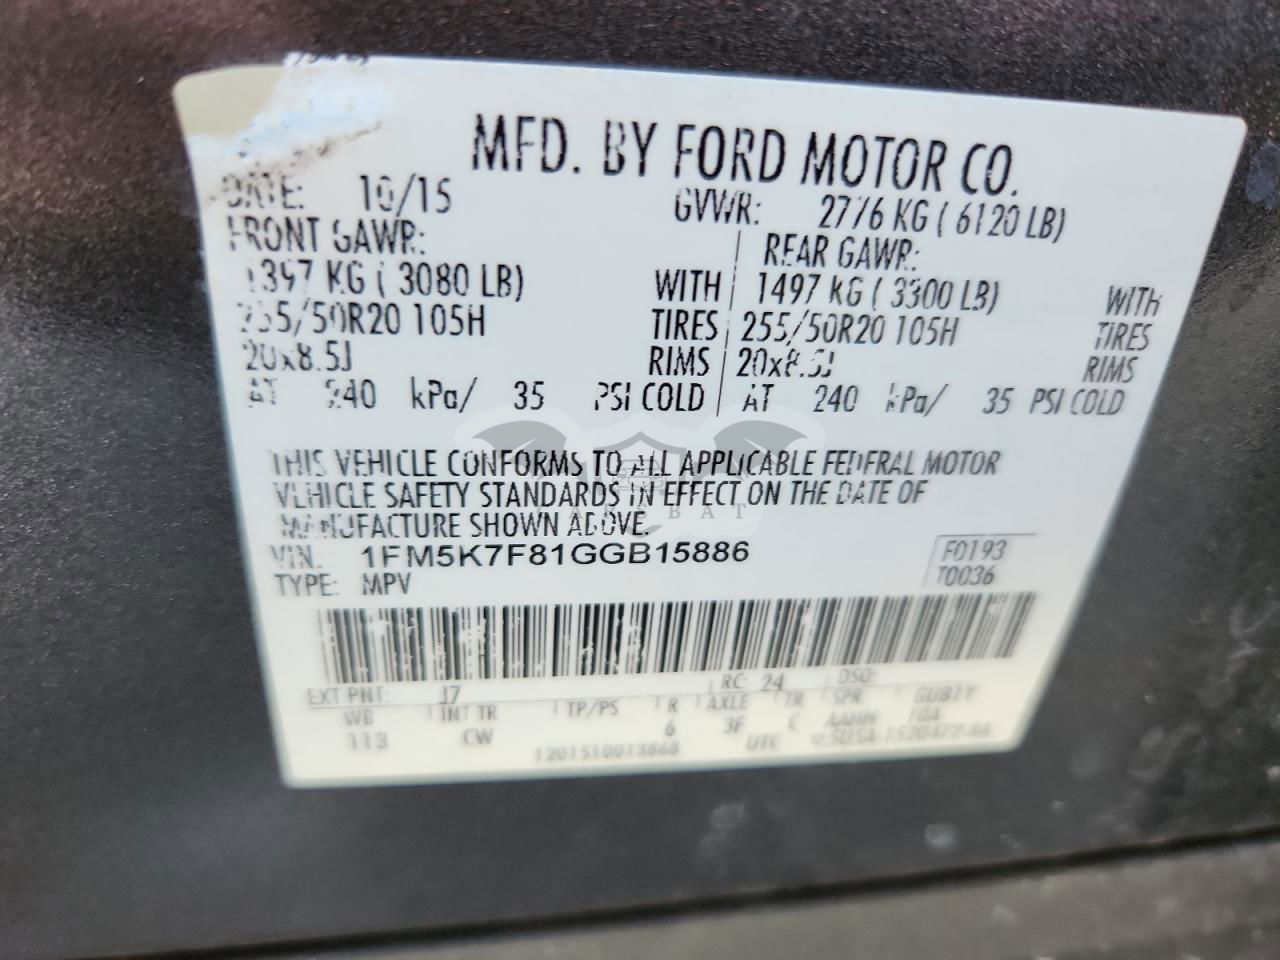 MFD. BY FORD MOTOR CO.
DATE: 10/15 GVWR: 2776 KG ( 6120 LB)
FRONT GAWR: REAR GAWR:
1397 KG ( 3080 LB) WITH 1497 KG ( 3300 LB) WITH
255/50R20 105H TIRES 255/50R20 105H TIRES
20x8.5J RIMS 20x8.5J RIMS
AT 240 kPa/ 35 PSI COLD AT 240 kPa/ 35 PSI COLD
THIS VEHICLE CONFORMS TO ALL APPLICABLE FEDERAL MOTOR
VEHICLE SAFETY STANDARDS IN EFFECT ON THE DATE OF
MANUFACTURE SHOWN ABOVE.
VIN: 1FM5K7F81GGB15886 F0193
TYPE: MPV T0036
EXT PNT: J7 RC: 24 DSO:
WB INT TR TP/PS R AXLE TR SPR GUB1Y
113 CW 6 3F C AAHH 10A
1201510013868 UTC